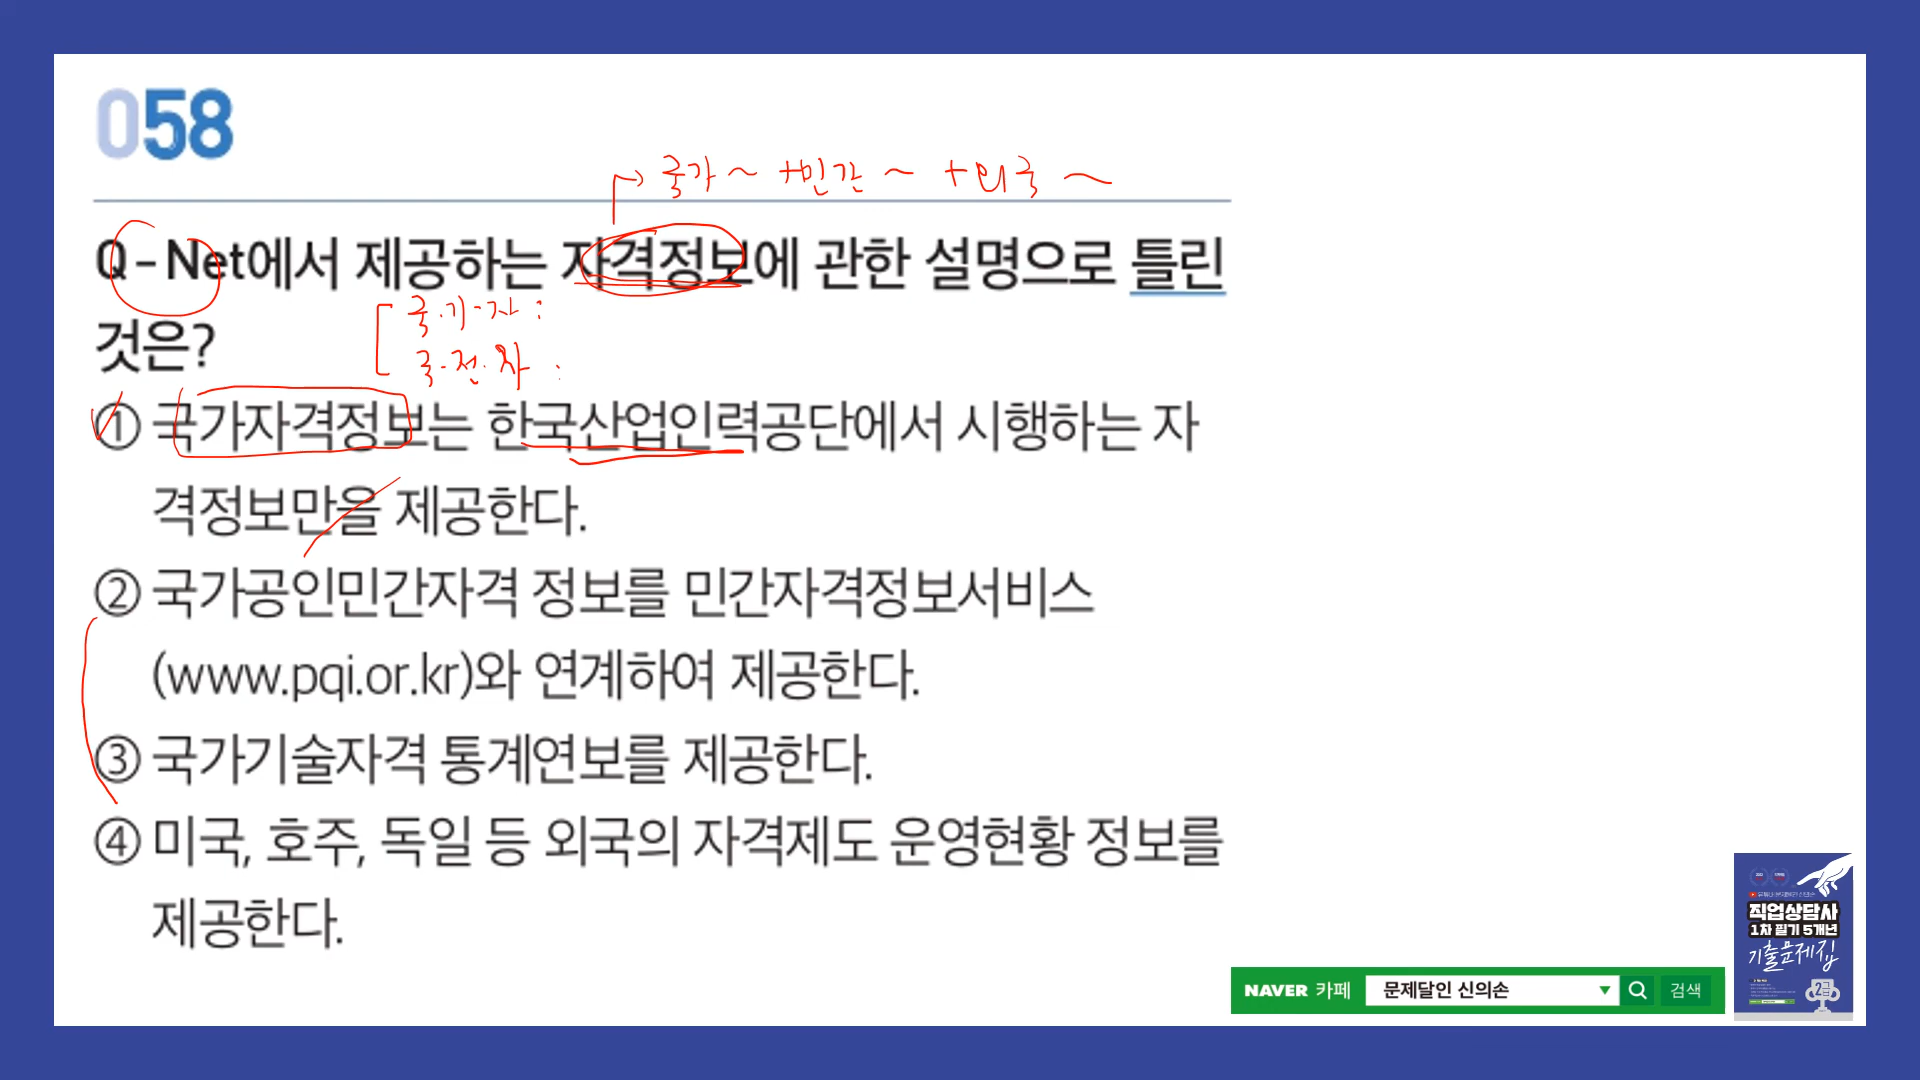 058
국가 ~ +민간 ~ +외국 ~
Q-Net에서 제공하는 자격정보에 관한 설명으로 틀린
국·기·자 :
것은?
국·전·자 :
① 국가자격정보는 한국산업인력공단에서 시행하는 자
격정보만을 제공한다.
② 국가공인민간자격 정보를 민간자격정보서비스
(www.pqi.or.kr)와 연계하여 제공한다.
③ 국가기술자격 통계연보를 제공한다.
④ 미국, 호주, 독일 등 외국의 자격제도 운영현황 정보를
제공한다.
직업상담사
1차 필기 5개년
기출문제집
2급
NAVER 카페 문제달인 신의손 검색